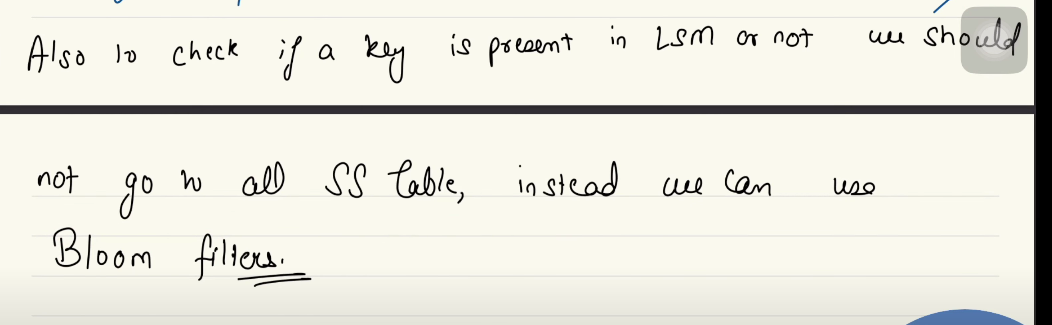 Also to check if a key is present in LSM or not we should
not go to all SS Table, instead we can use
Bloom filters.